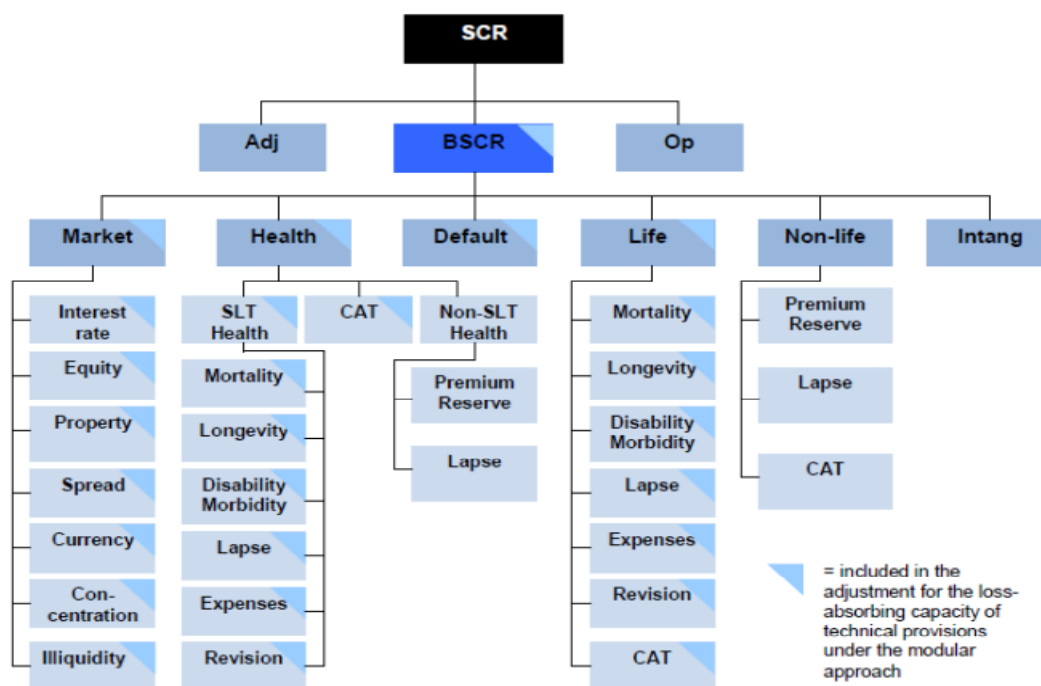 SCR
Adj
BSCR
Op
Market
Health
Default
Life
Non-life
Intang
Interest
rate
Equity
Property
Spread
Currency
Con-
centration
Illiquidity
SLT
Health
CAT
Non-SLT
Health
Mortality
Longevity
Disability
Morbidity
Lapse
Expenses
Revision
Premium
Reserve
Lapse
Mortality
Longevity
Disability
Morbidity
Lapse
Expenses
Revision
CAT
Premium
Reserve
Lapse
CAT
= included in the
adjustment for the loss-
absorbing capacity of
technical provisions
under the modular
approach